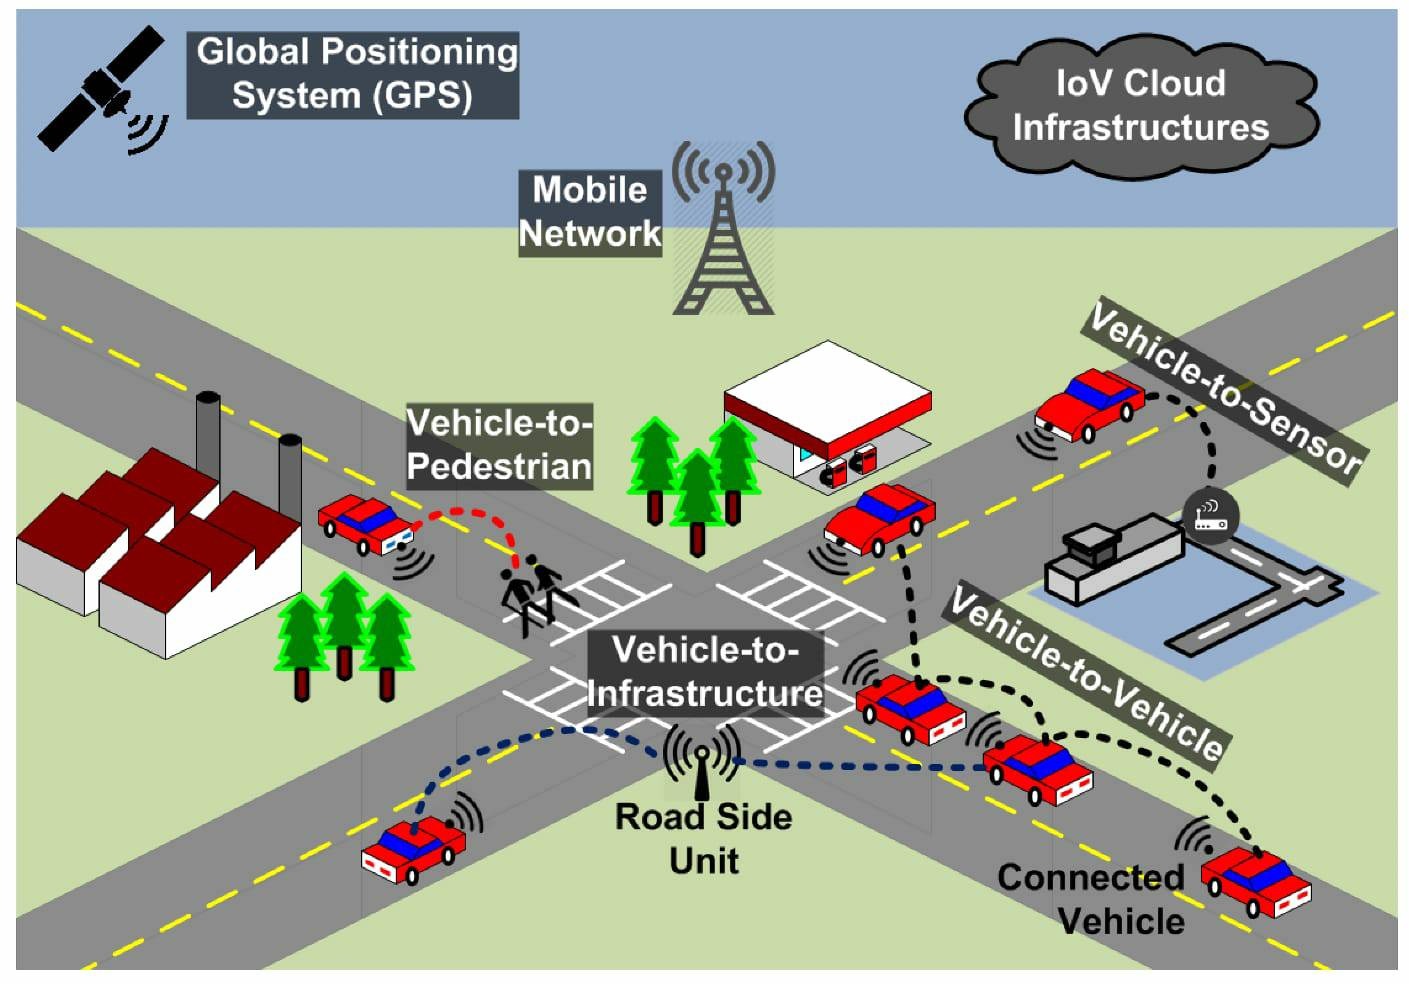 Global Positioning
System (GPS)
IoV Cloud
Infrastructures
Mobile
Network
Vehicle-to-Sensor
Vehicle-to-
Pedestrian
Vehicle-to-Vehicle
Vehicle-to-
Infrastructure
Road Side
Unit
Connected
Vehicle